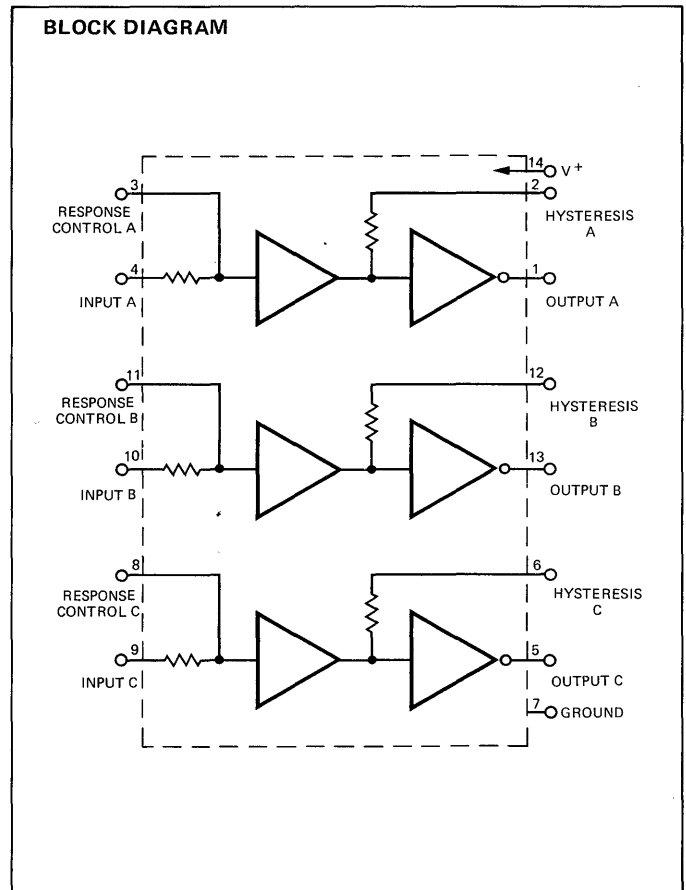 BLOCK DIAGRAM
14
V+
3
2
RESPONSE
CONTROL A
HYSTERESIS
A
4
1
INPUT A
OUTPUT A
11
12
RESPONSE
CONTROL B
HYSTERESIS
B
10
13
INPUT B
OUTPUT B
8
6
RESPONSE
CONTROL C
HYSTERESIS
C
9
5
INPUT C
OUTPUT C
7
GROUND